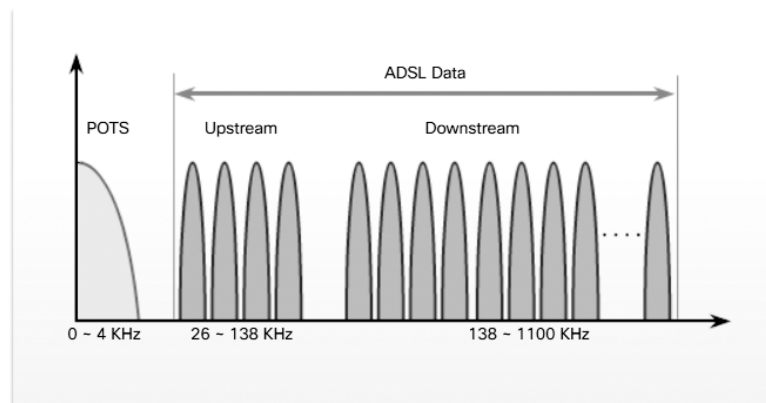 ADSL Data
POTS
Upstream
Downstream
. . . .
0 ~ 4 KHz
26 ~ 138 KHz
138 ~ 1100 KHz